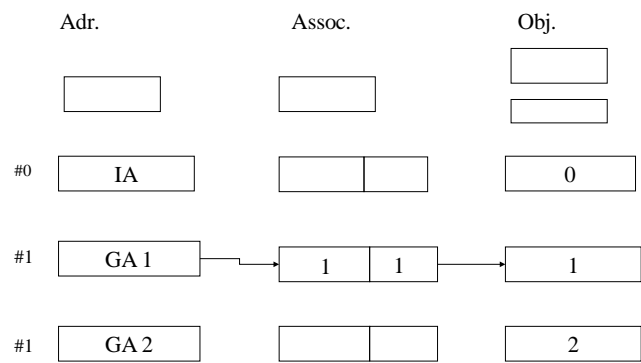 Adr. Assoc. Obj.
#0 IA 0
#1 GA 1 1 1 1
#1 GA 2 2